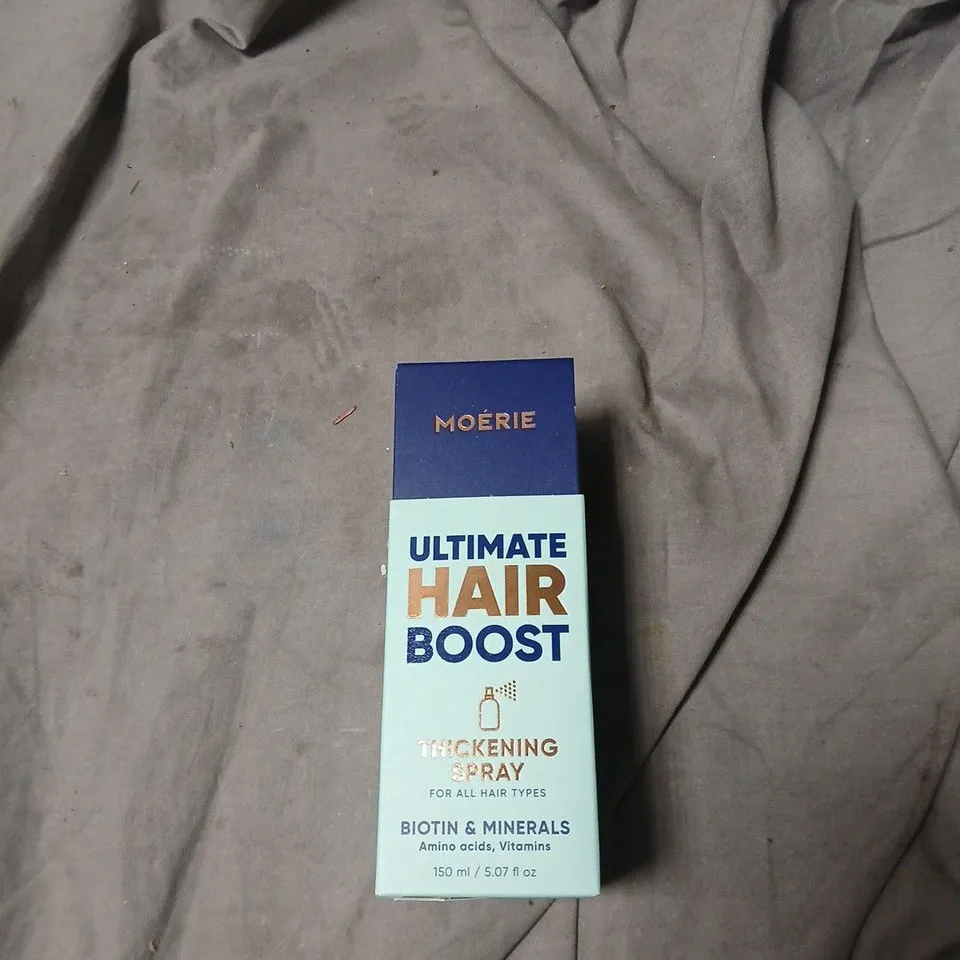 MOÉRIE
ULTIMATE
HAIR
BOOST
THICKENING
SPRAY
FOR ALL HAIR TYPES
BIOTIN & MINERALS
Amino acids, Vitamins
150 ml / 5.07 fl oz